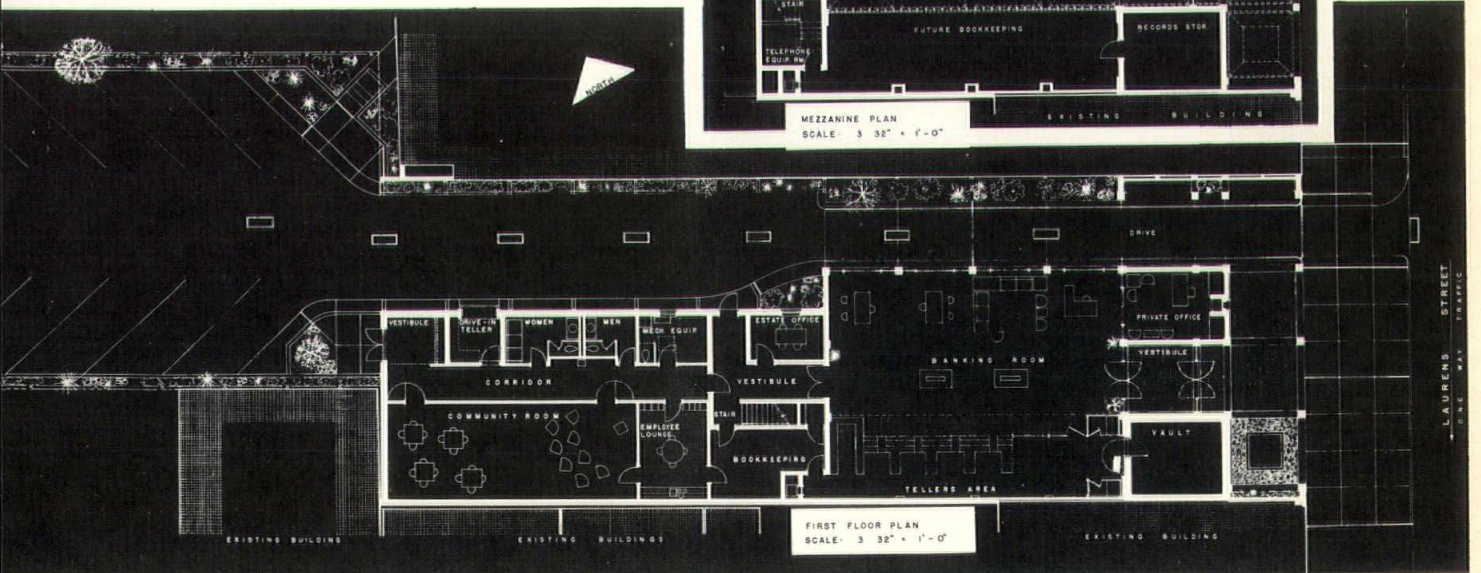 STAIR
FUTURE BOOKKEEPING
RECORDS STOR.
TELEPHONE
EQUIP RM
MEZZANINE PLAN
SCALE: 3 32" = 1'-0"
EXISTING BUILDING
NORTH
DRIVE
LAURENS STREET
ONE WAY TRAFFIC
VESTIBULE
DRIVE-IN
TELLER
WOMEN
MEN
MECH EQUIP
ESTATE OFFICE
PRIVATE OFFICE
BANKING ROOM
VESTIBULE
CORRIDOR
VESTIBULE
COMMUNITY ROOM
STAIR
EMPLOYEE
LOUNGE
VAULT
BOOKKEEPING
TELLERS AREA
FIRST FLOOR PLAN
SCALE: 3 32" = 1'-0"
EXISTING BUILDING
EXISTING BUILDINGS
EXISTING BUILDING